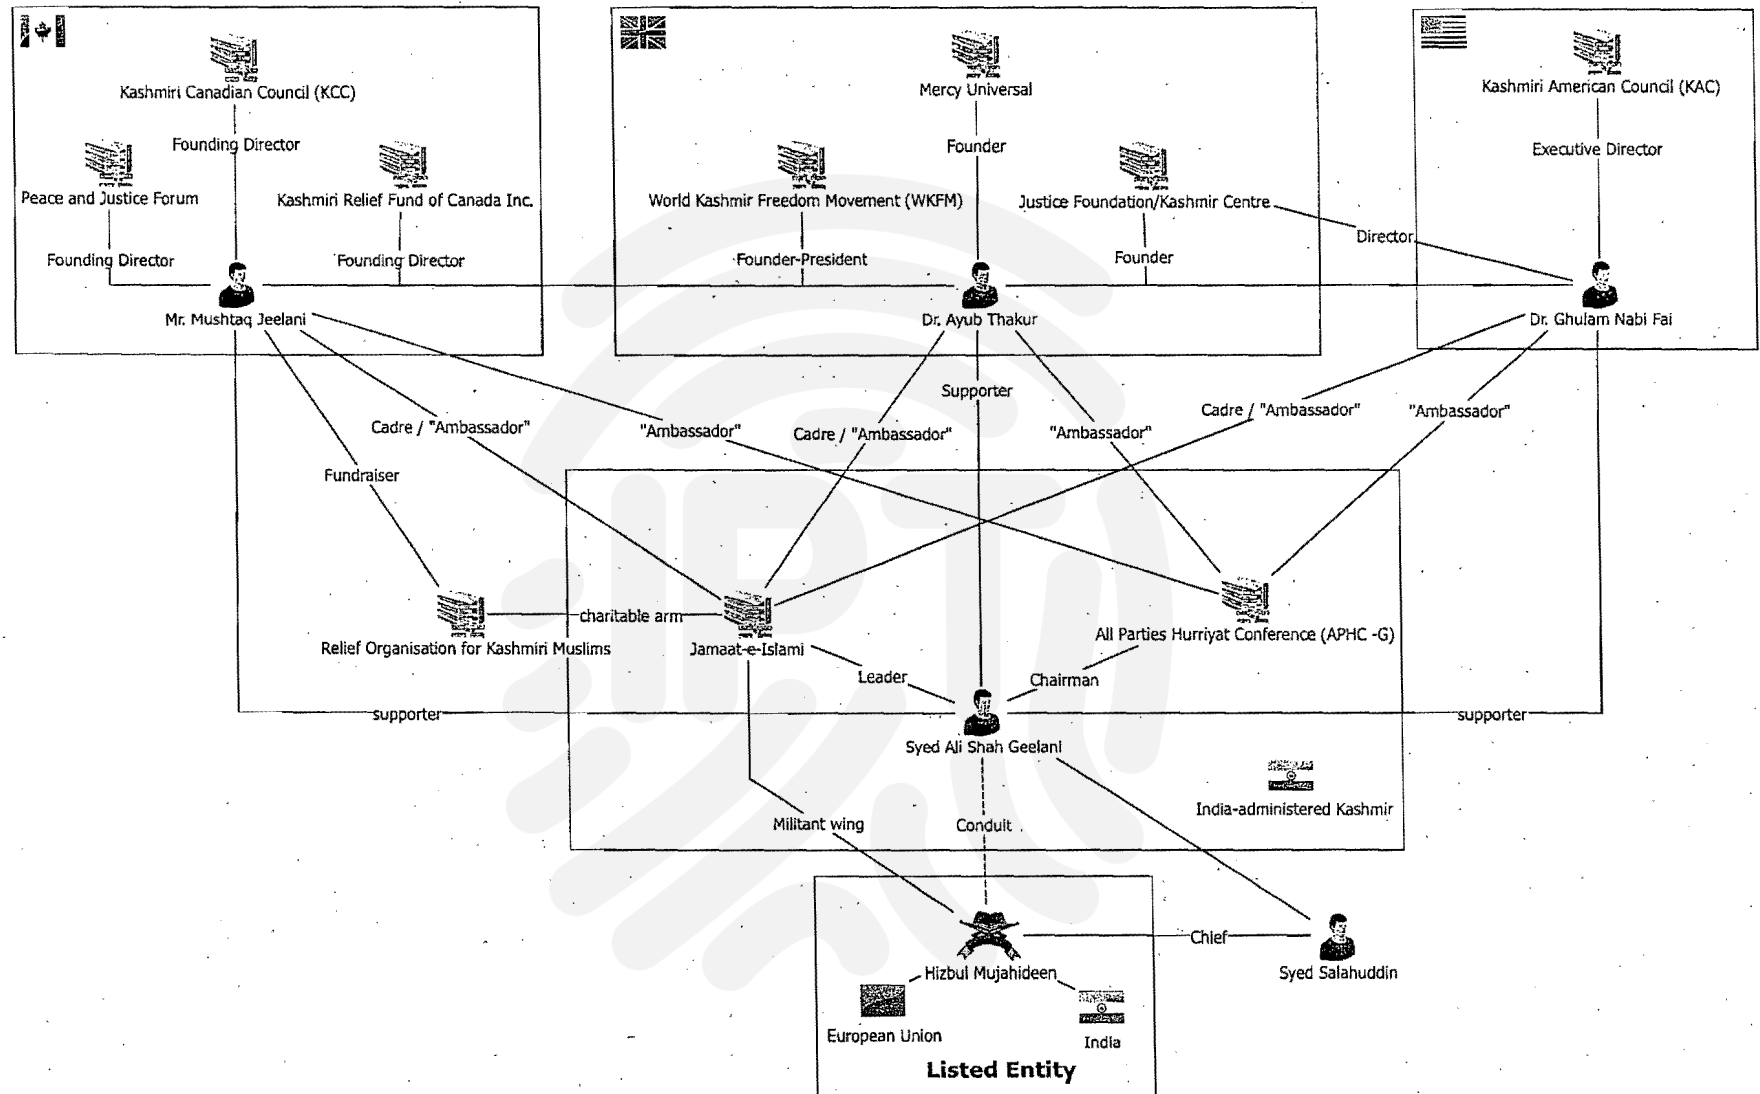 Kashmiri Canadian Council (KCC)
Mercy Universal
Kashmiri American Council (KAC)
Founding Director
Founder
Executive Director
Peace and Justice Forum
Kashmiri Relief Fund of Canada Inc.
World Kashmir Freedom Movement (WKFM)
Justice Foundation/Kashmir Centre
Director
Founding Director
Founding Director
Founder-President
Founder
Mr. Mushtaq Jeelani
Dr. Ayub Thakur
Dr. Ghulam Nabi Fai
Supporter
Cadre / "Ambassador"
"Ambassador"
Cadre / "Ambassador"
"Ambassador"
Cadre / "Ambassador"
"Ambassador"
Fundraiser
IPT
charitable arm
Relief Organisation for Kashmiri Muslims
Jamaat-e-Islami
All Parties Hurriyat Conference (APHC -G)
Leader
Chairman
supporter
supporter
Syed Ali Shah Geelani
India-administered Kashmir
Militant wing
Conduit
Chief
Hizbul Mujahideen
Syed Salahuddin
European Union
India
Listed Entity